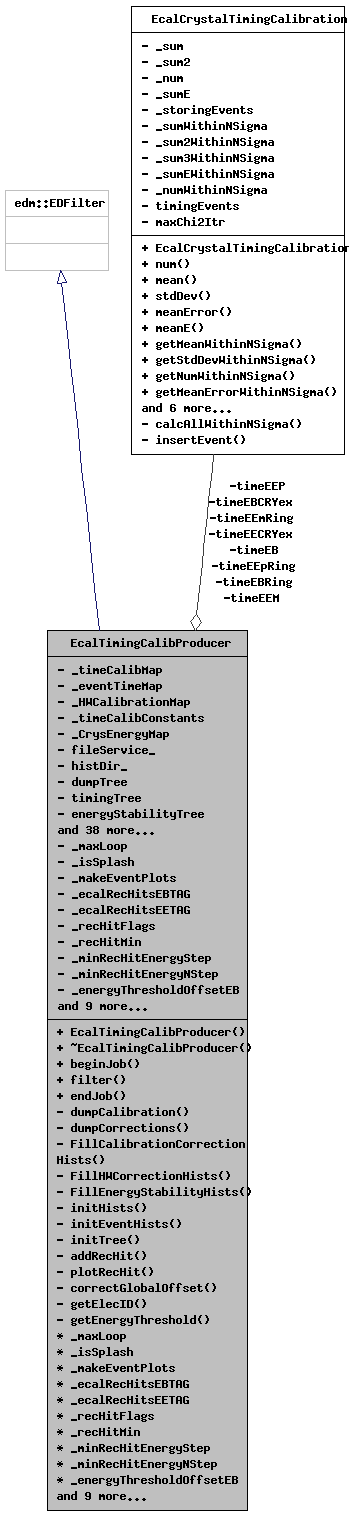 EcalCrystalTimingCalibration
- _sum
- _sum2
- _num
- _sumE
- _storingEvents
- _sumWithinNSigma
- _sum2WithinNSigma
- _sum3WithinNSigma
- _sumEWithinNSigma
- _numWithinNSigma
- timingEvents
- maxChi2Itr
+ EcalCrystalTimingCalibration
+ num()
+ mean()
+ stdDev()
+ meanError()
+ meanE()
+ getMeanWithinNSigma()
+ getStdDevWithinNSigma()
+ getNumWithinNSigma()
+ getMeanErrorWithinNSigma()
and 6 more...
- calcAllWithinNSigma()
- insertEvent()
edm::EDFilter
-timeEEP
-timeEBCRYex
-timeEEmRing
-timeEECRYex
-timeEB
-timeEEpRing
-timeEBRing
-timeEEM
EcalTimingCalibProducer
- _timeCalibMap
- _eventTimeMap
- _HWCalibrationMap
- _timeCalibConstants
- _CrysEnergyMap
- fileService_
- histDir_
- dumpTree
- timingTree
- energyStabilityTree
and 38 more...
- _maxLoop
- _isSplash
- _makeEventPlots
- _ecalRecHitsEBTAG
- _ecalRecHitsEETAG
- _recHitFlags
- _recHitMin
- _minRecHitEnergyStep
- _minRecHitEnergyNStep
- _energyThresholdOffsetEB
and 9 more...
+ EcalTimingCalibProducer()
+ ~EcalTimingCalibProducer()
+ beginJob()
+ filter()
+ endJob()
- dumpCalibration()
- dumpCorrections()
- FillCalibrationCorrection
Hists()
- FillHWCorrectionHists()
- FillEnergyStabilityHists()
- initHists()
- initEventHists()
- initTree()
- addRecHit()
- plotRecHit()
- correctGlobalOffset()
- getElecID()
- getEnergyThreshold()
* _maxLoop
* _isSplash
* _makeEventPlots
* _ecalRecHitsEBTAG
* _ecalRecHitsEETAG
* _recHitFlags
* _recHitMin
* _minRecHitEnergyStep
* _minRecHitEnergyNStep
* _energyThresholdOffsetEB
and 9 more...